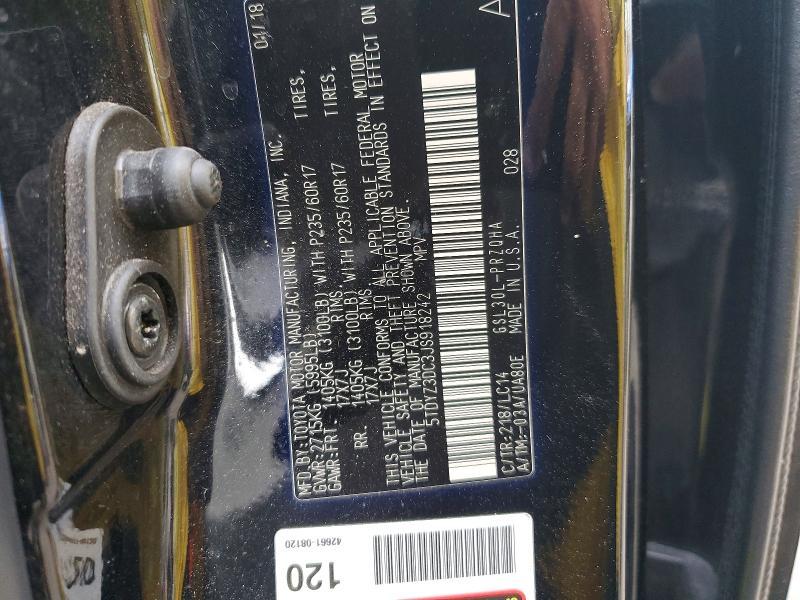 MFD.BY:TOYOTA MOTOR MANUFACTURING, INDIANA, INC. 04/18
GVWR:2715KG (5995LB)
GAWR:FRT. 1405KG (3100LB) WITH P235/60R17 TIRES,
17X7J RIMS.
RR. 1405KG (3100LB) WITH P235/60R17 TIRES,
17X7J RIMS.
THIS VEHICLE CONFORMS TO ALL APPLICABLE FEDERAL MOTOR
VEHICLE SAFETY AND THEFT PREVENTION STANDARDS IN EFFECT ON
THE DATE OF MANUFACTURE SHOWN ABOVE.
5TDYZ3DC3JS918242 MPV
C/TR:218/LC14 GSL30L-PRZQHA 028
A/TM:-03A/UA80E MADE IN U.S.A. A
42661-08120
120